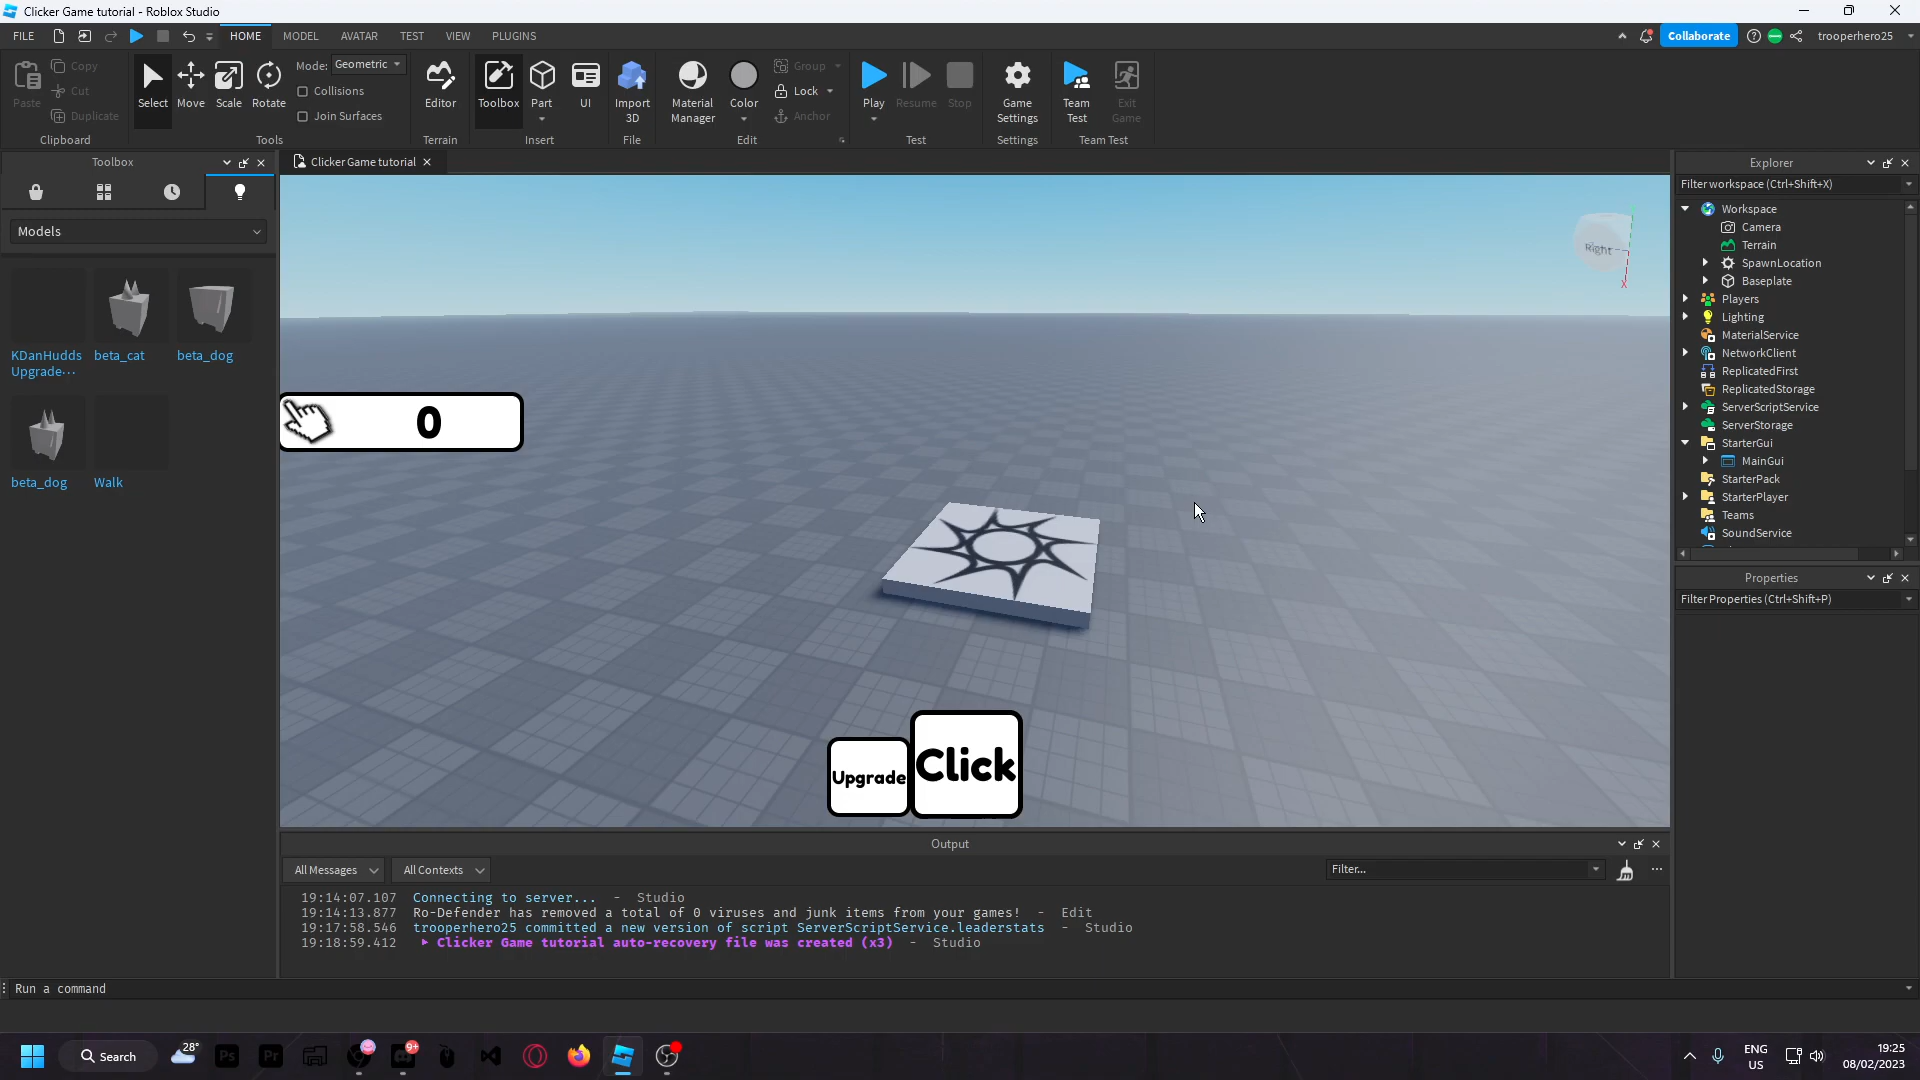 Clicker Game tutorial - Roblox Studio
FILE HOME MODEL AVATAR TEST VIEW PLUGINS Collaborate trooperhero25
Paste Copy Cut Duplicate
Clipboard
Select Move Scale Rotate
Mode: Geometric
Collisions
Join Surfaces
Tools
Editor
Terrain
Toolbox Part UI
Insert
Import 3D
File
Material Manager
Color
Group
Lock
Anchor
Edit
Play Resume Stop
Test
Game Settings
Settings
Team Test
Exit Game
Team Test
Toolbox
Models
KDanHudds Upgrade...
beta_cat
beta_dog
beta_dog
Walk
Clicker Game tutorial
Right
X
0
Upgrade
Click
Explorer
Filter workspace (Ctrl+Shift+X)
Workspace
Camera
Terrain
SpawnLocation
Baseplate
Players
Lighting
MaterialService
NetworkClient
ReplicatedFirst
ReplicatedStorage
ServerScriptService
ServerStorage
StarterGui
MainGui
StarterPack
StarterPlayer
Teams
SoundService
Properties
Filter Properties (Ctrl+Shift+P)
Output
All Messages All Contexts Filter...
19:14:07.107 Connecting to server... - Studio
19:14:13.877 Ro-Defender has removed a total of 0 viruses and junk items from your games! - Edit
19:17:58.546 trooperhero25 committed a new version of script ServerScriptService.leaderstats - Studio
19:18:59.412 Clicker Game tutorial auto-recovery file was created (x3) - Studio
Run a command
Search
28°
Ps
Pr
9+
ENG
US
19:25
08/02/2023